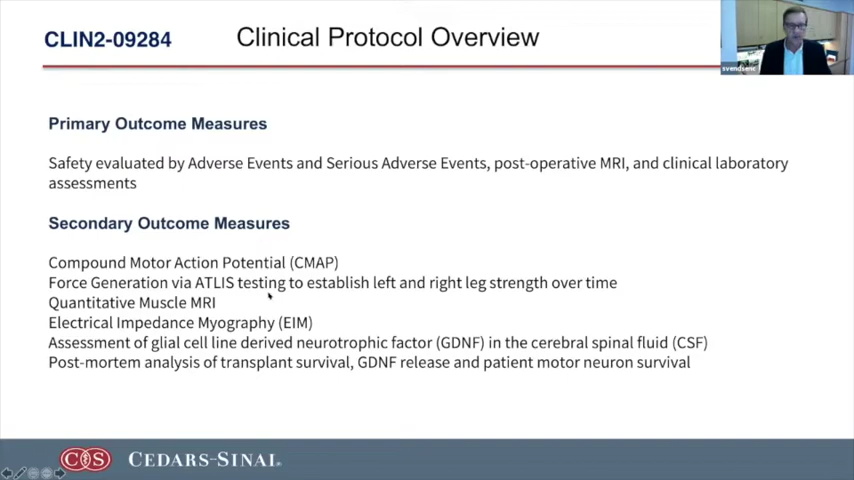 CLIN2-09284
Clinical Protocol Overview
svendsenc
Primary Outcome Measures
Safety evaluated by Adverse Events and Serious Adverse Events, post-operative MRI, and clinical laboratory
assessments
Secondary Outcome Measures
Compound Motor Action Potential (CMAP)
Force Generation via ATLIS testing to establish left and right leg strength over time
Quantitative Muscle MRI
Electrical Impedance Myography (EIM)
Assessment of glial cell line derived neurotrophic factor (GDNF) in the cerebral spinal fluid (CSF)
Post-mortem analysis of transplant survival, GDNF release and patient motor neuron survival
CEDARS-SINAI.